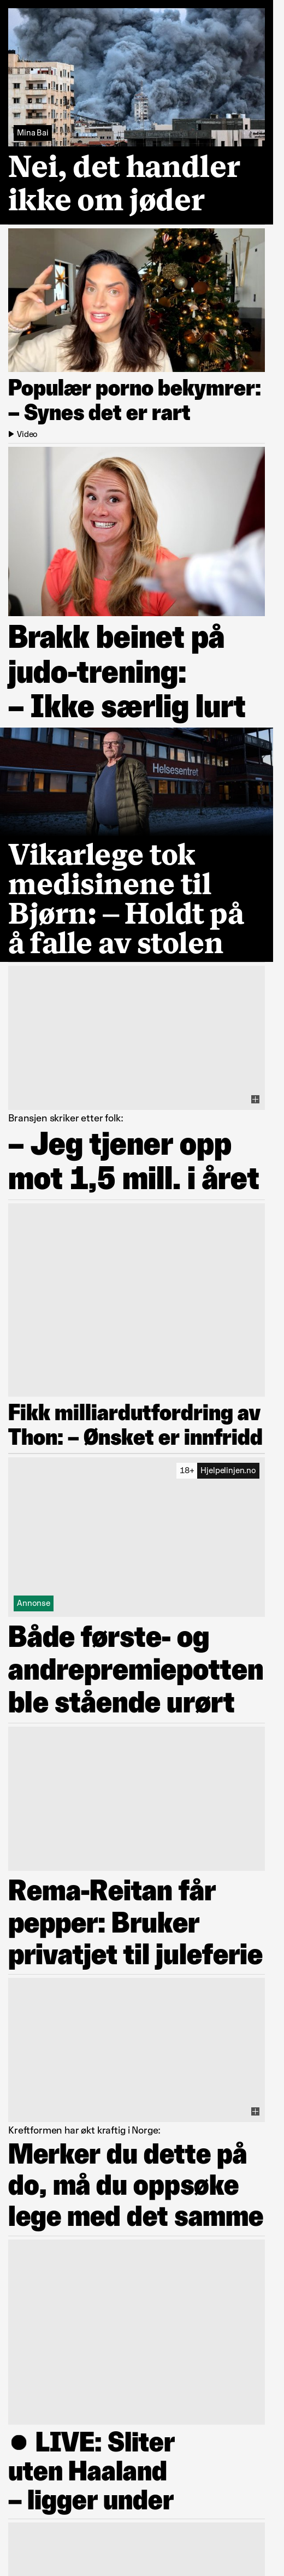 Mina Bai
Nei, det handler
ikke om jøder
Populær porno bekymrer:
– Synes det er rart
Video
Brakk beinet på
judo-trening:
– Ikke særlig lurt
Helsesentret
Vikarlege tok
medisinene til
Bjørn: – Holdt på
å falle av stolen
Bransjen skriker etter folk:
– Jeg tjener opp
mot 1,5 mill. i året
Fikk milliardutfordring av
Thon: – Ønsket er innfridd
18+ Hjelpelinjen.no
Annonse
Både første- og
andrepremiepotten
ble stående urørt
Rema-Reitan får
pepper: Bruker
privatjet til juleferie
Kreftformen har økt kraftig i Norge:
Merker du dette på
do, må du oppsøke
lege med det samme
● LIVE: Sliter
uten Haaland
– ligger under